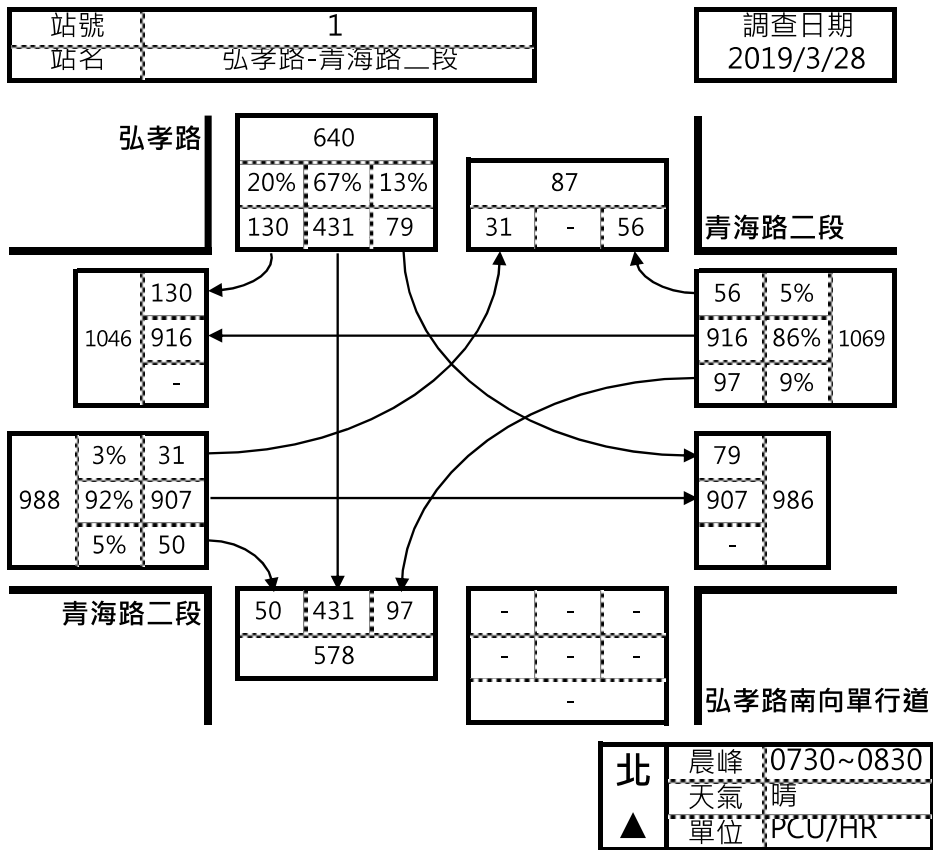 站號 1
站名 弘孝路-青海路二段
調查日期
2019/3/28
弘孝路
640
20% 67% 13%
130 431 79
87
31 - 56
青海路二段
1046
130
916
-
56 5%
916 86%
97 9%
1069
988
3% 31
92% 907
5% 50
79
907
-
986
青海路二段
50 431 97
578
- - -
- - -
-
弘孝路南向單行道
北
▲
晨峰 0730~0830
天氣 晴
單位 PCU/HR